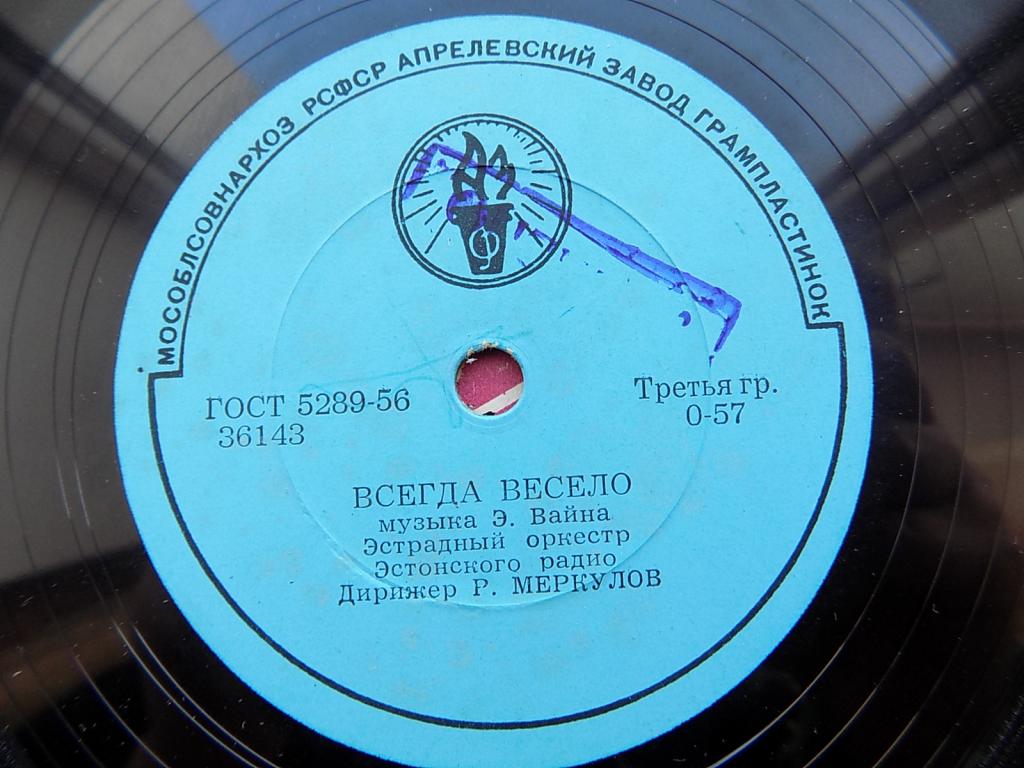 МОСОБЛСОВНАРХОЗ РСФСР АПРЕЛЕВСКИЙ ЗАВОД ГРАМПЛАСТИНОК
ГОСТ 5289-56
36143
Третья гр.
0-57
ВСЕГДА ВЕСЕЛО
музыка Э. Вайна
Эстрадный оркестр
Эстонского радио
Дирижер Р. МЕРКУЛОВ